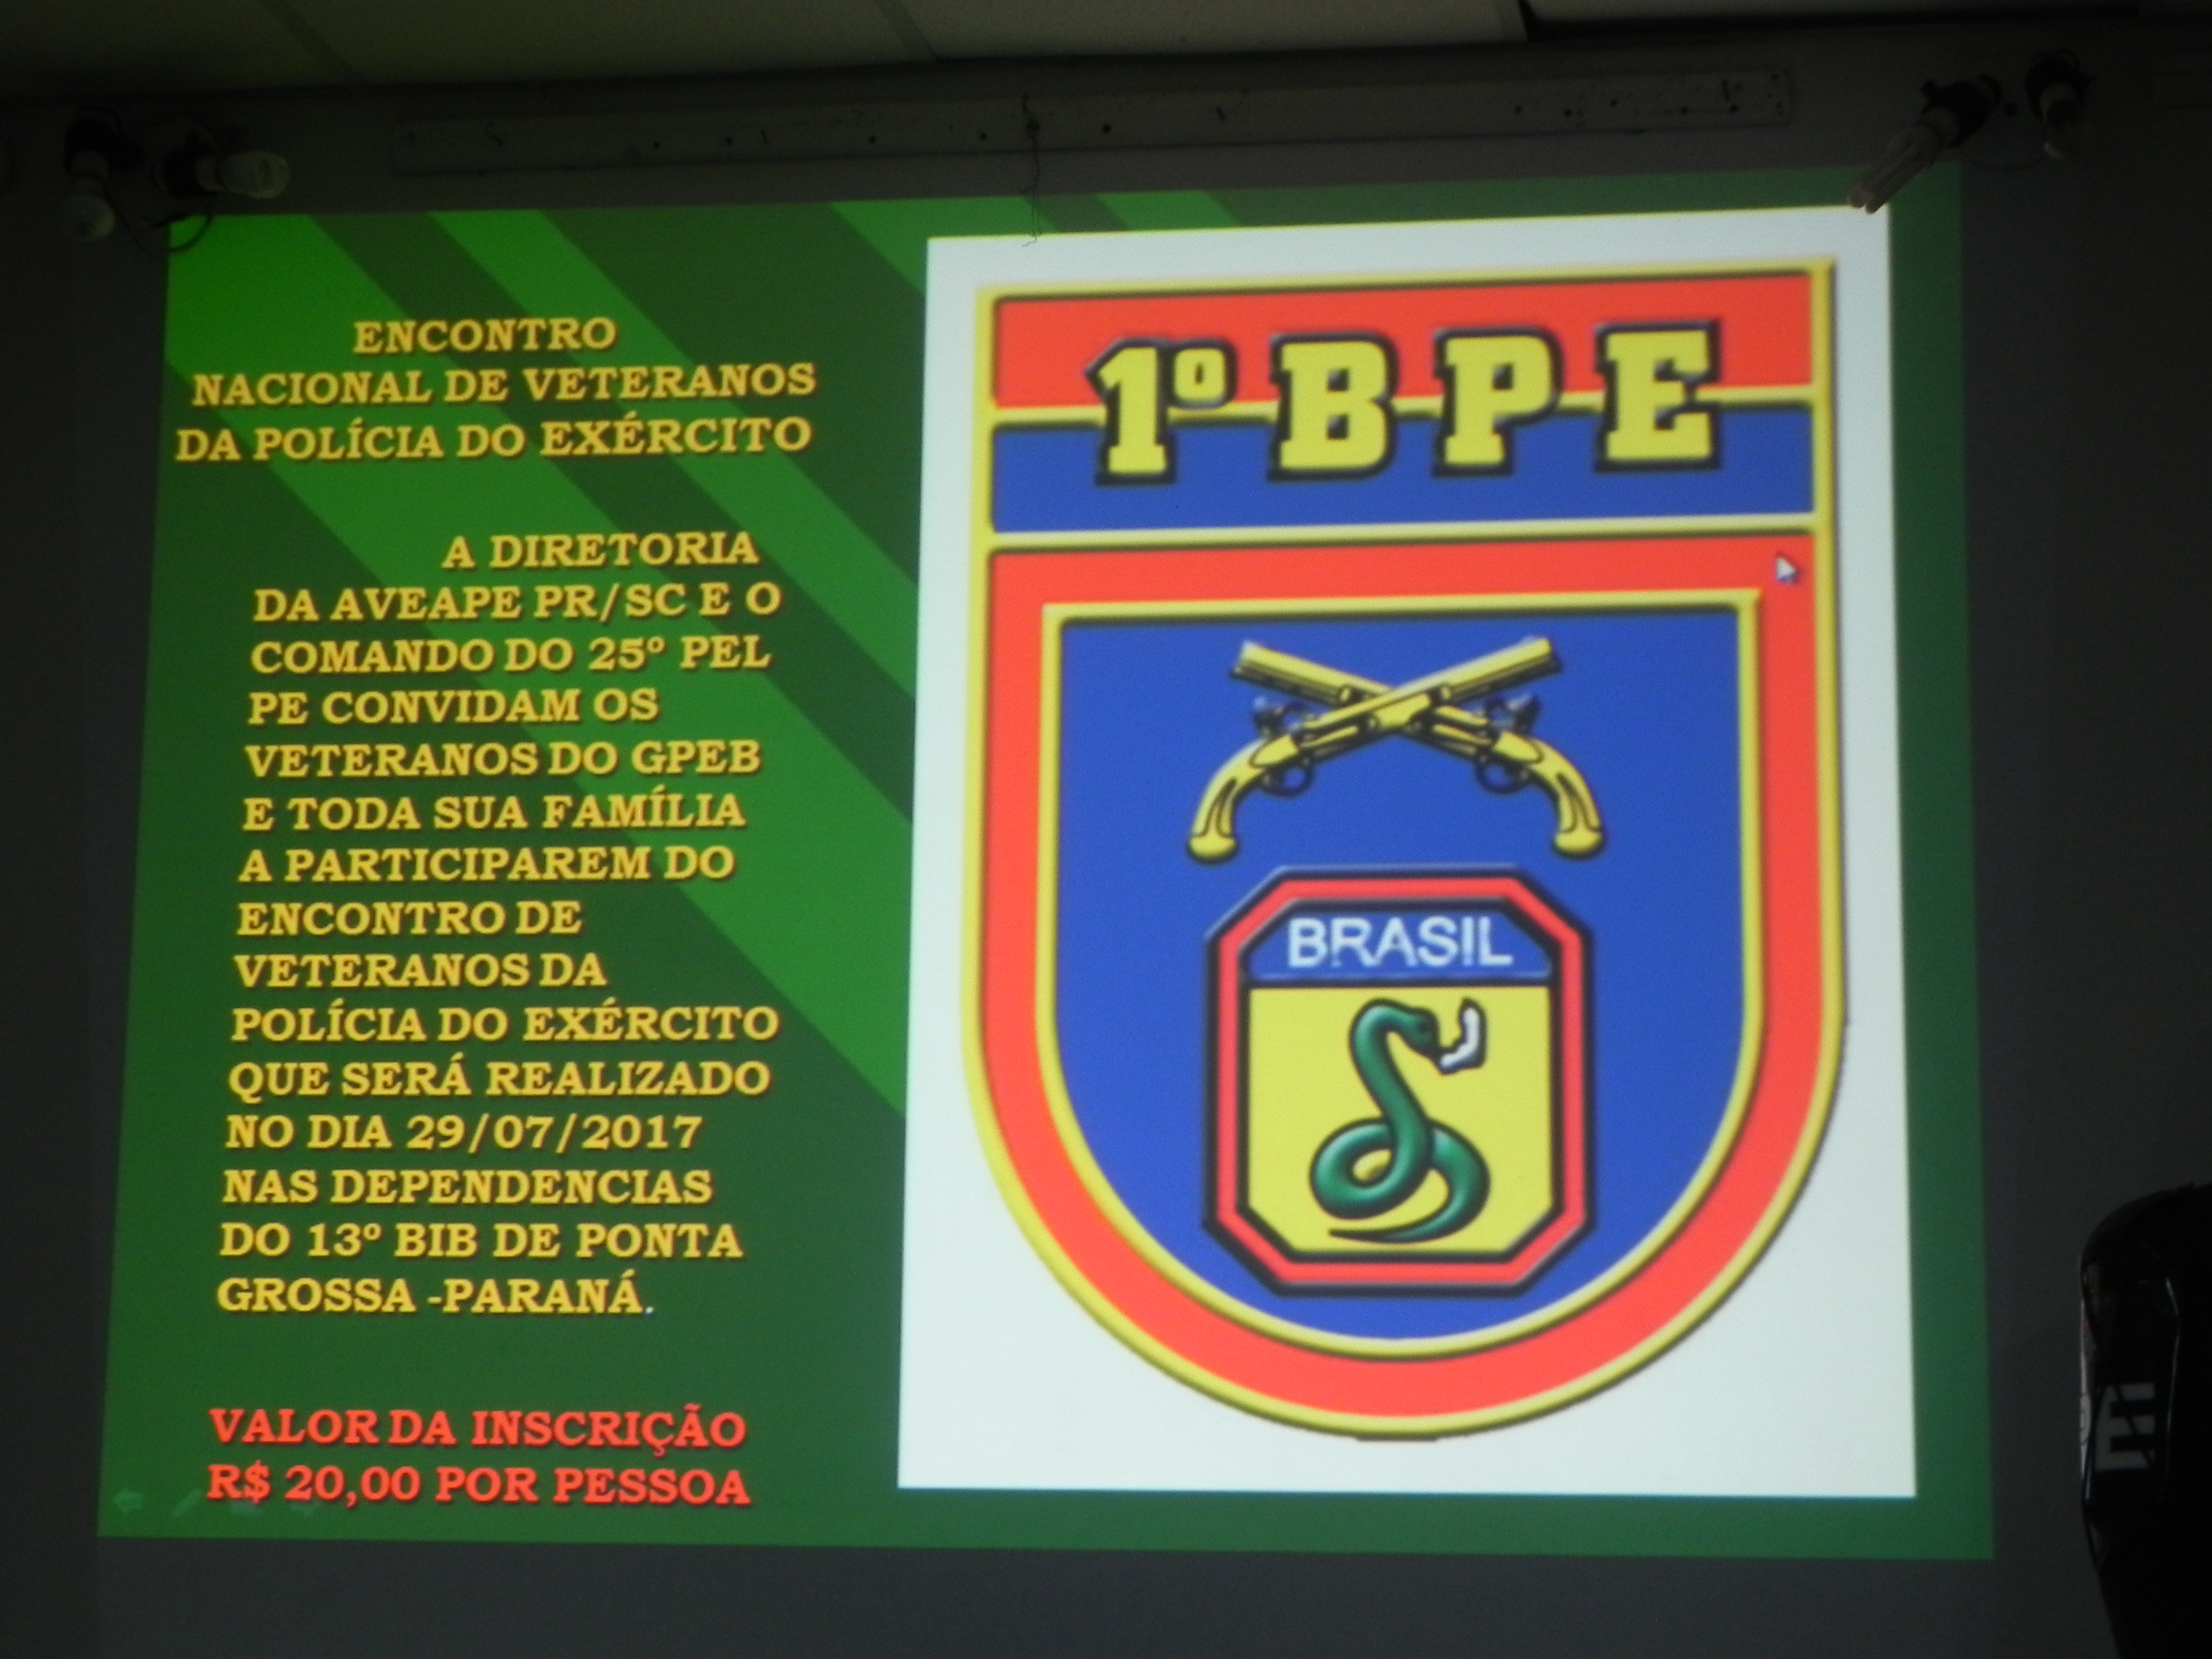 ENCONTRO
NACIONAL DE VETERANOS
DA POLÍCIA DO EXÉRCITO
A DIRETORIA
DA AVEAPE PR/SC E O
COMANDO DO 25º PEL
PE CONVIDAM OS
VETERANOS DO GPEB
E TODA SUA FAMÍLIA
A PARTICIPAREM DO
ENCONTRO DE
VETERANOS DA
POLÍCIA DO EXÉRCITO
QUE SERÁ REALIZADO
NO DIA 29/07/2017
NAS DEPENDENCIAS
DO 13º BIB DE PONTA
GROSSA -PARANÁ.
VALOR DA INSCRIÇÃO
R$ 20,00 POR PESSOA
1º BPE
BRASIL